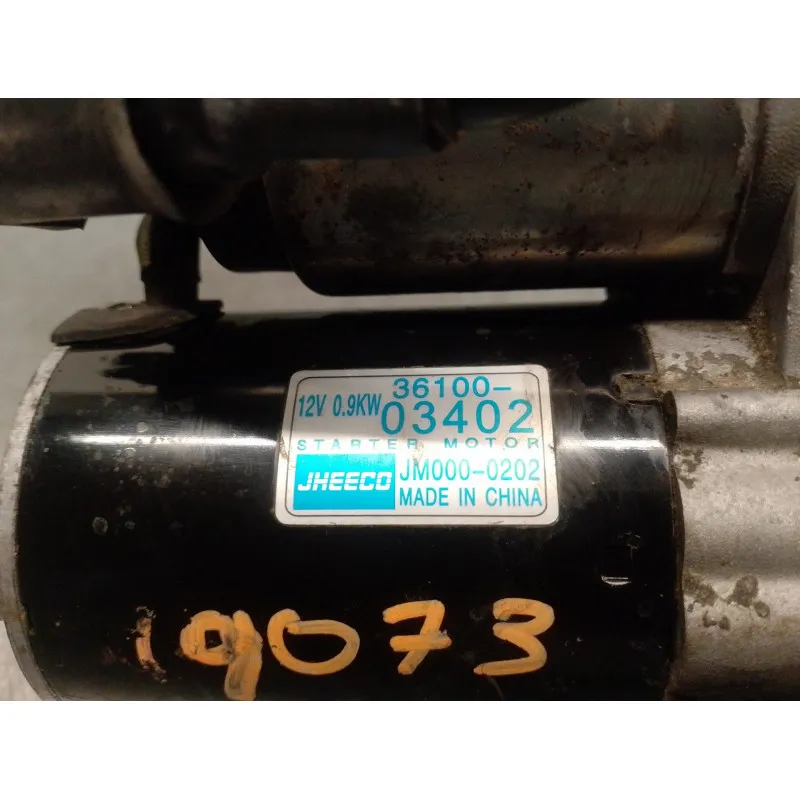 12V 0.9KW 36100-
03402
STARTER MOTOR
JHEECO JM000-0202
MADE IN CHINA
19073